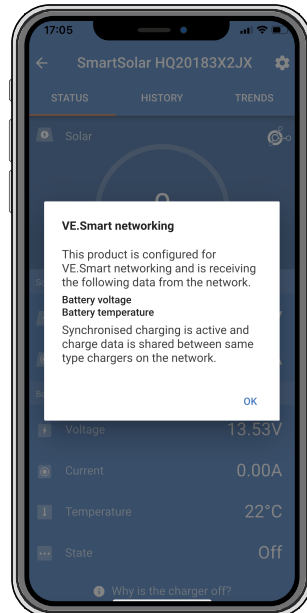 17:05
SmartSolar HQ20183X2JX
STATUS HISTORY TRENDS
Solar
VE.Smart networking
This product is configured for
VE.Smart networking and is receiving
the following data from the network.
Battery voltage
Battery temperature
Synchronised charging is active and
charge data is shared between same
type chargers on the network.
OK
Voltage 13.53V
Current 0.00A
Temperature 22°C
State Off
Why is the charger off?